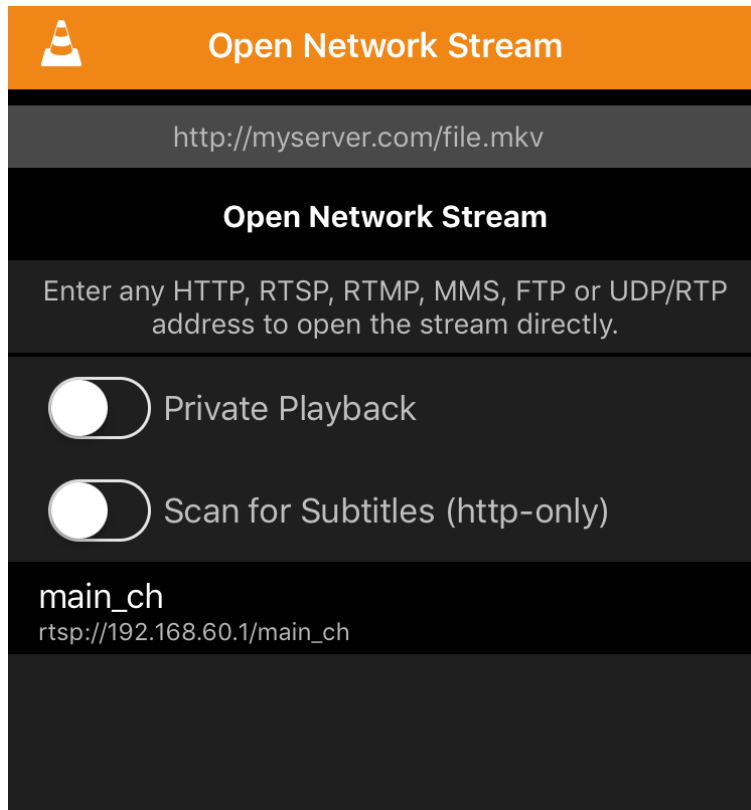 Open Network Stream
http://myserver.com/file.mkv
Open Network Stream
Enter any HTTP, RTSP, RTMP, MMS, FTP or UDP/RTP
address to open the stream directly.
Private Playback
Scan for Subtitles (http-only)
main_ch
rtsp://192.168.60.1/main_ch